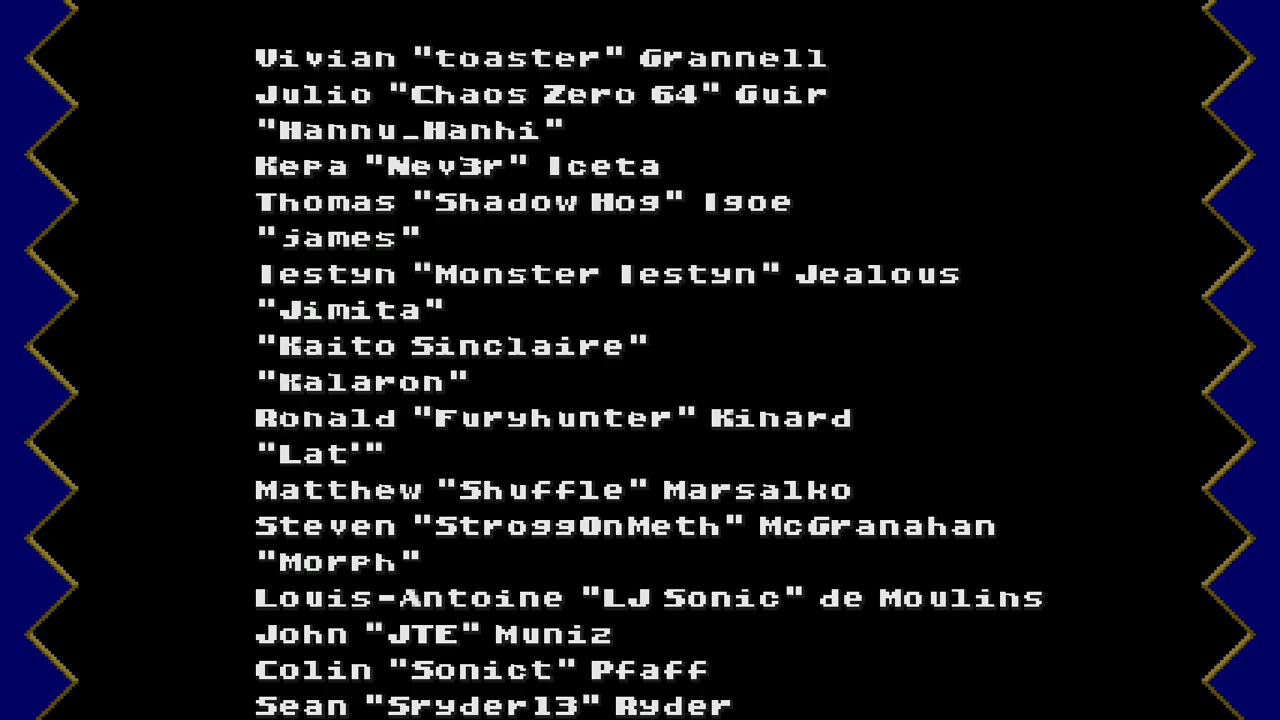 Vivian "toaster" Grannell
Julio "Chaos Zero 64" Guir
"Hannu_Hanhi"
Kepa "Nev3r" Iceta
Thomas "Shadow Hog" Igoe
"james"
Iestyn "Monster Iestyn" Jealous
"Jimita"
"Kaito Sinclaire"
"Kalaron"
Ronald "Furyhunter" Kinard
"Lat'"
Matthew "Shuffle" Marsalko
Steven "StroggOnMeth" McGranahan
"Morph"
Louis-Antoine "LJ Sonic" de Moulins
John "JTE" Muniz
Colin "Sonict" Pfaff
Sean "Sryder13" Ryder